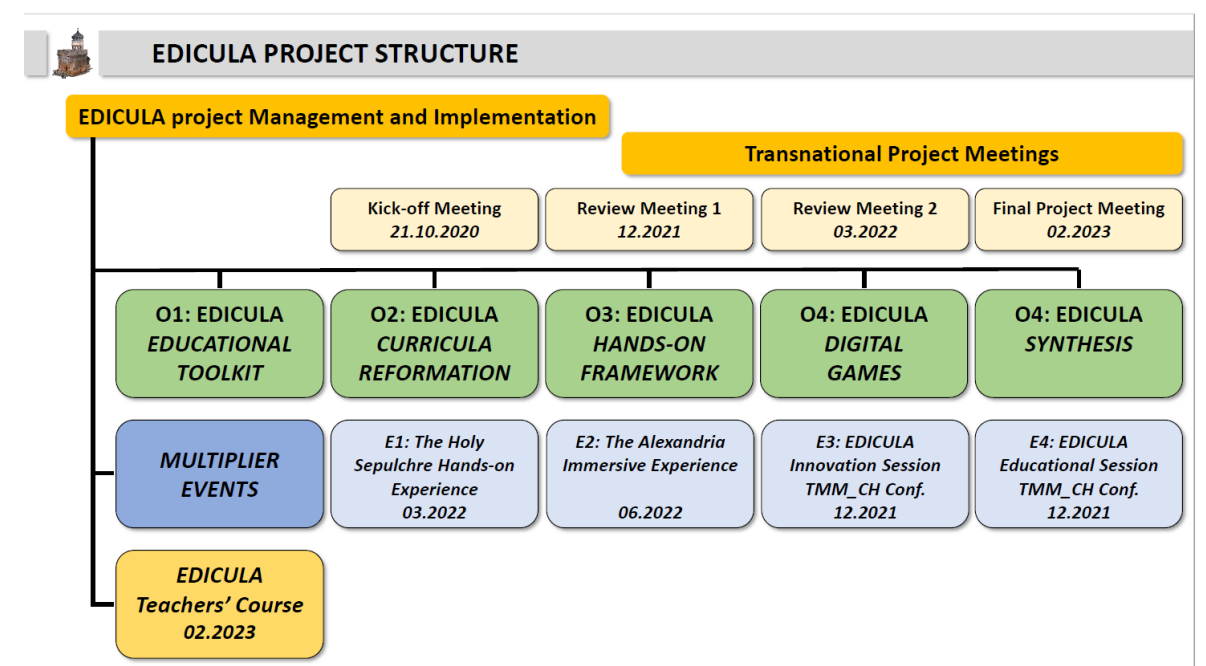 EDICULA PROJECT STRUCTURE
EDICULA project Management and Implementation
Transnational Project Meetings
Kick-off Meeting
21.10.2020
Review Meeting 1
12.2021
Review Meeting 2
03.2022
Final Project Meeting
02.2023
O1: EDICULA
EDUCATIONAL
TOOLKIT
O2: EDICULA
CURRICULA
REFORMATION
O3: EDICULA
HANDS-ON
FRAMEWORK
O4: EDICULA
DIGITAL
GAMES
O4: EDICULA
SYNTHESIS
MULTIPLIER
EVENTS
E1: The Holy
Sepulchre Hands-on
Experience
03.2022
E2: The Alexandria
Immersive Experience
06.2022
E3: EDICULA
Innovation Session
TMM_CH Conf.
12.2021
E4: EDICULA
Educational Session
TMM_CH Conf.
12.2021
EDICULA
Teachers’ Course
02.2023